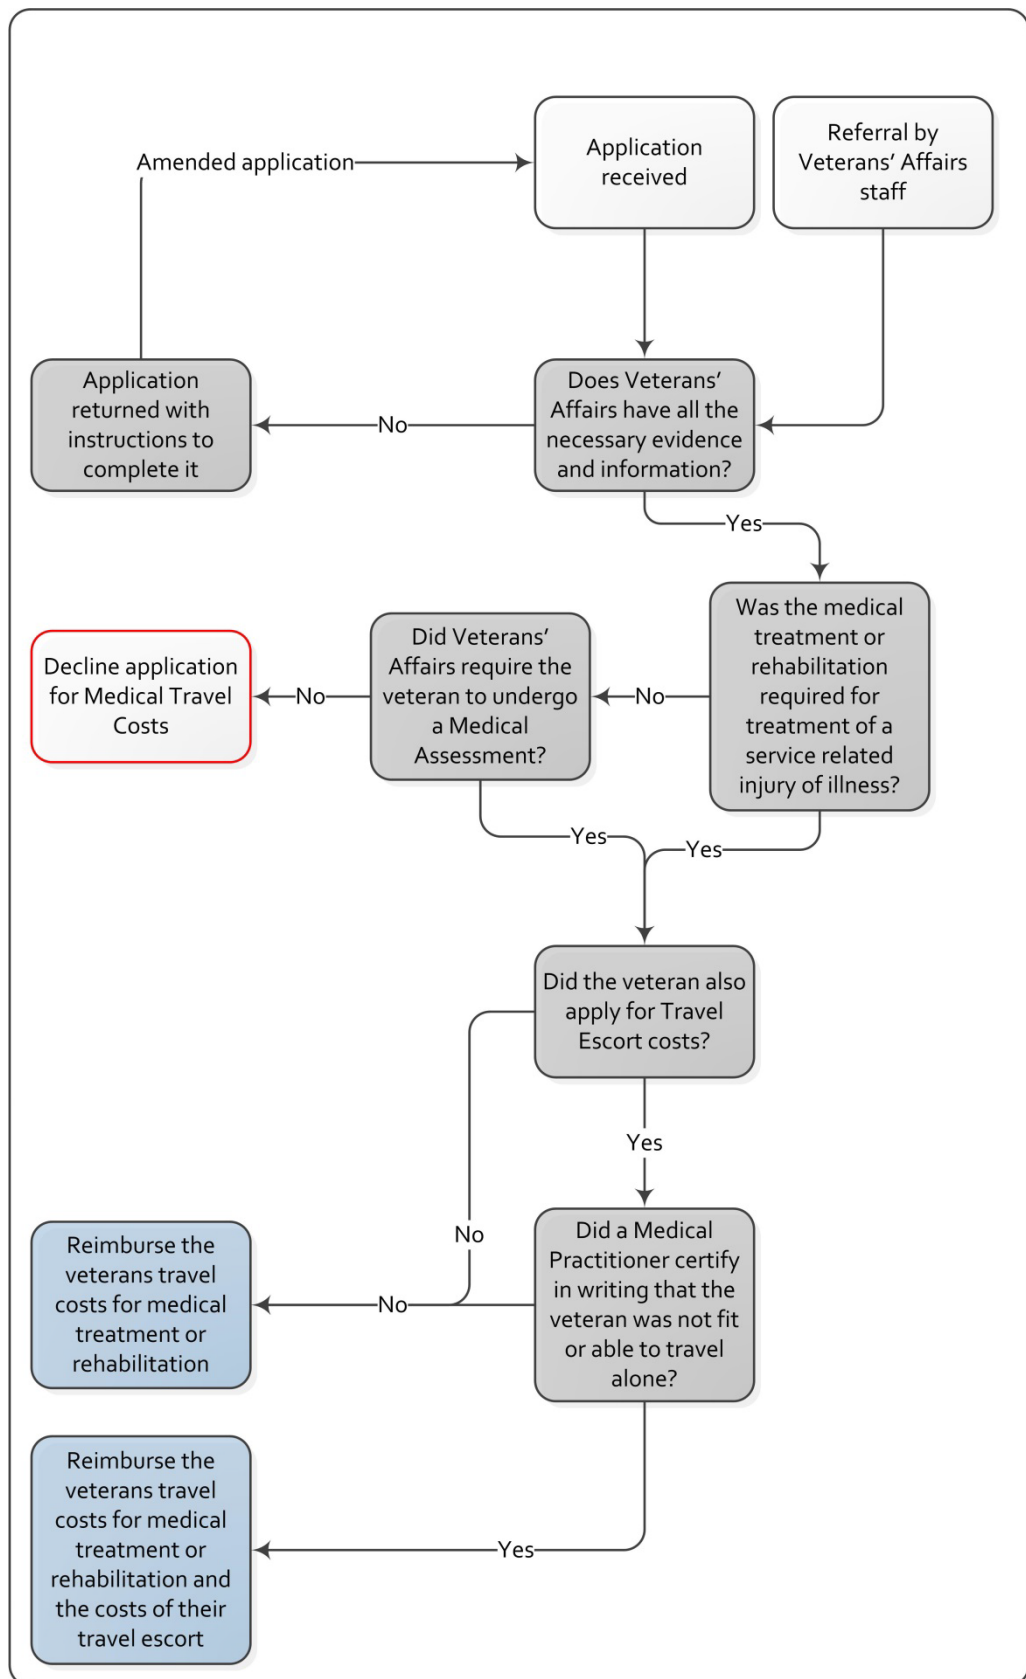 Application
received
Referral by
Veterans’ Affairs
staff
Amended application
Application
returned with
instructions to
complete it
No
Does Veterans’
Affairs have all the
necessary evidence
and information?
Yes
Decline application
for Medical Travel
Costs
No
Did Veterans’
Affairs require the
veteran to undergo
a Medical
Assessment?
No
Was the medical
treatment or
rehabilitation
required for
treatment of a
service related
injury of illness?
Yes
Yes
Did the veteran also
apply for Travel
Escort costs?
Yes
No
Reimburse the
veterans travel
costs for medical
treatment or
rehabilitation
No
Did a Medical
Practitioner certify
in writing that the
veteran was not fit
or able to travel
alone?
Reimburse the
veterans travel
costs for medical
treatment or
rehabilitation and
the costs of their
travel escort
Yes